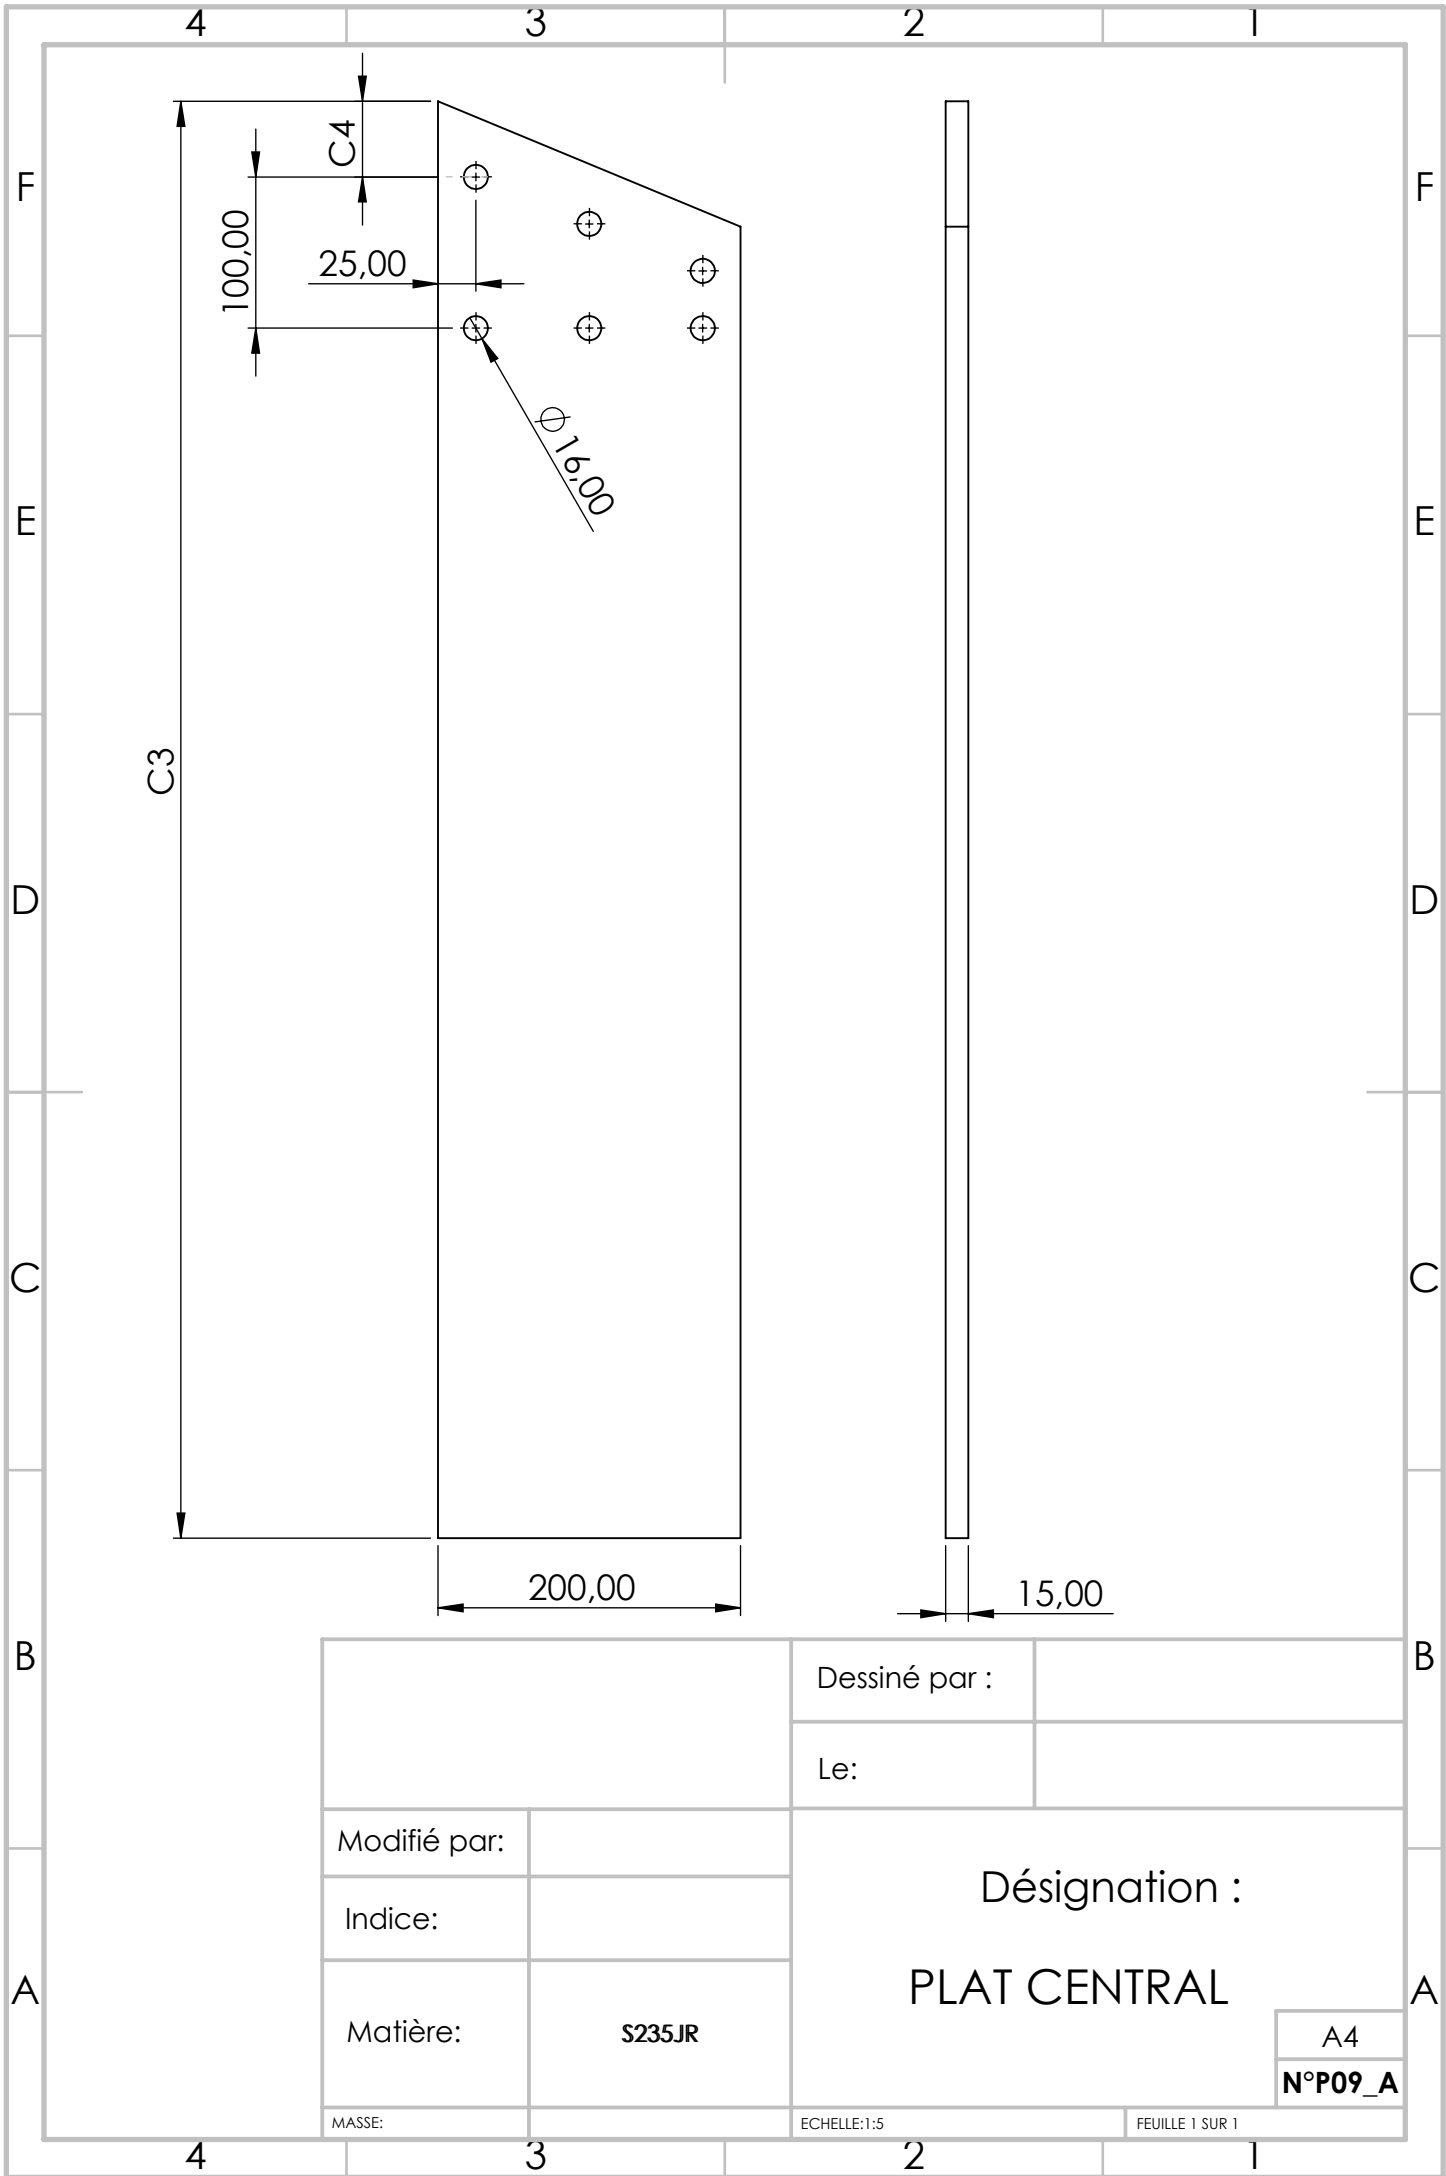 4 3 2 1
C4
F F
100,00
25,00
Ø 16,00
E E
C3
D D
C C
200,00
15,00
B B
Dessiné par :
Le:
Modifié par:
Indice:
Désignation :
PLAT CENTRAL
A A
Matière: S235JR
A4
N°P09_A
MASSE: ECHELLE:1:5 FEUILLE 1 SUR 1
4 3 2 1